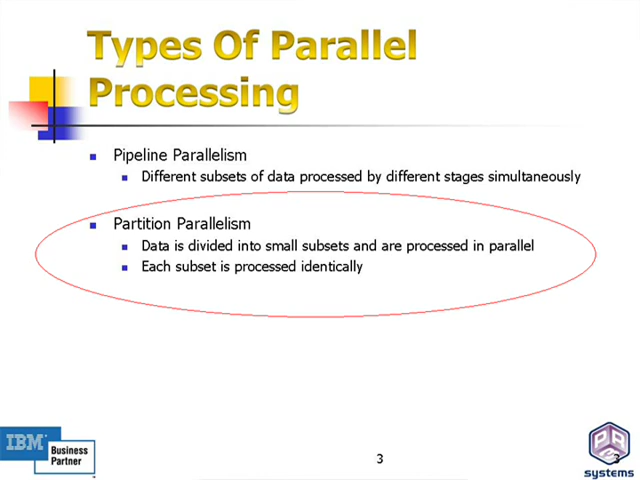 Types Of Parallel
Processing
Pipeline Parallelism
Different subsets of data processed by different stages simultaneously
Partition Parallelism
Data is divided into small subsets and are processed in parallel
Each subset is processed identically
IBM
Business
Partner
3
3
systems